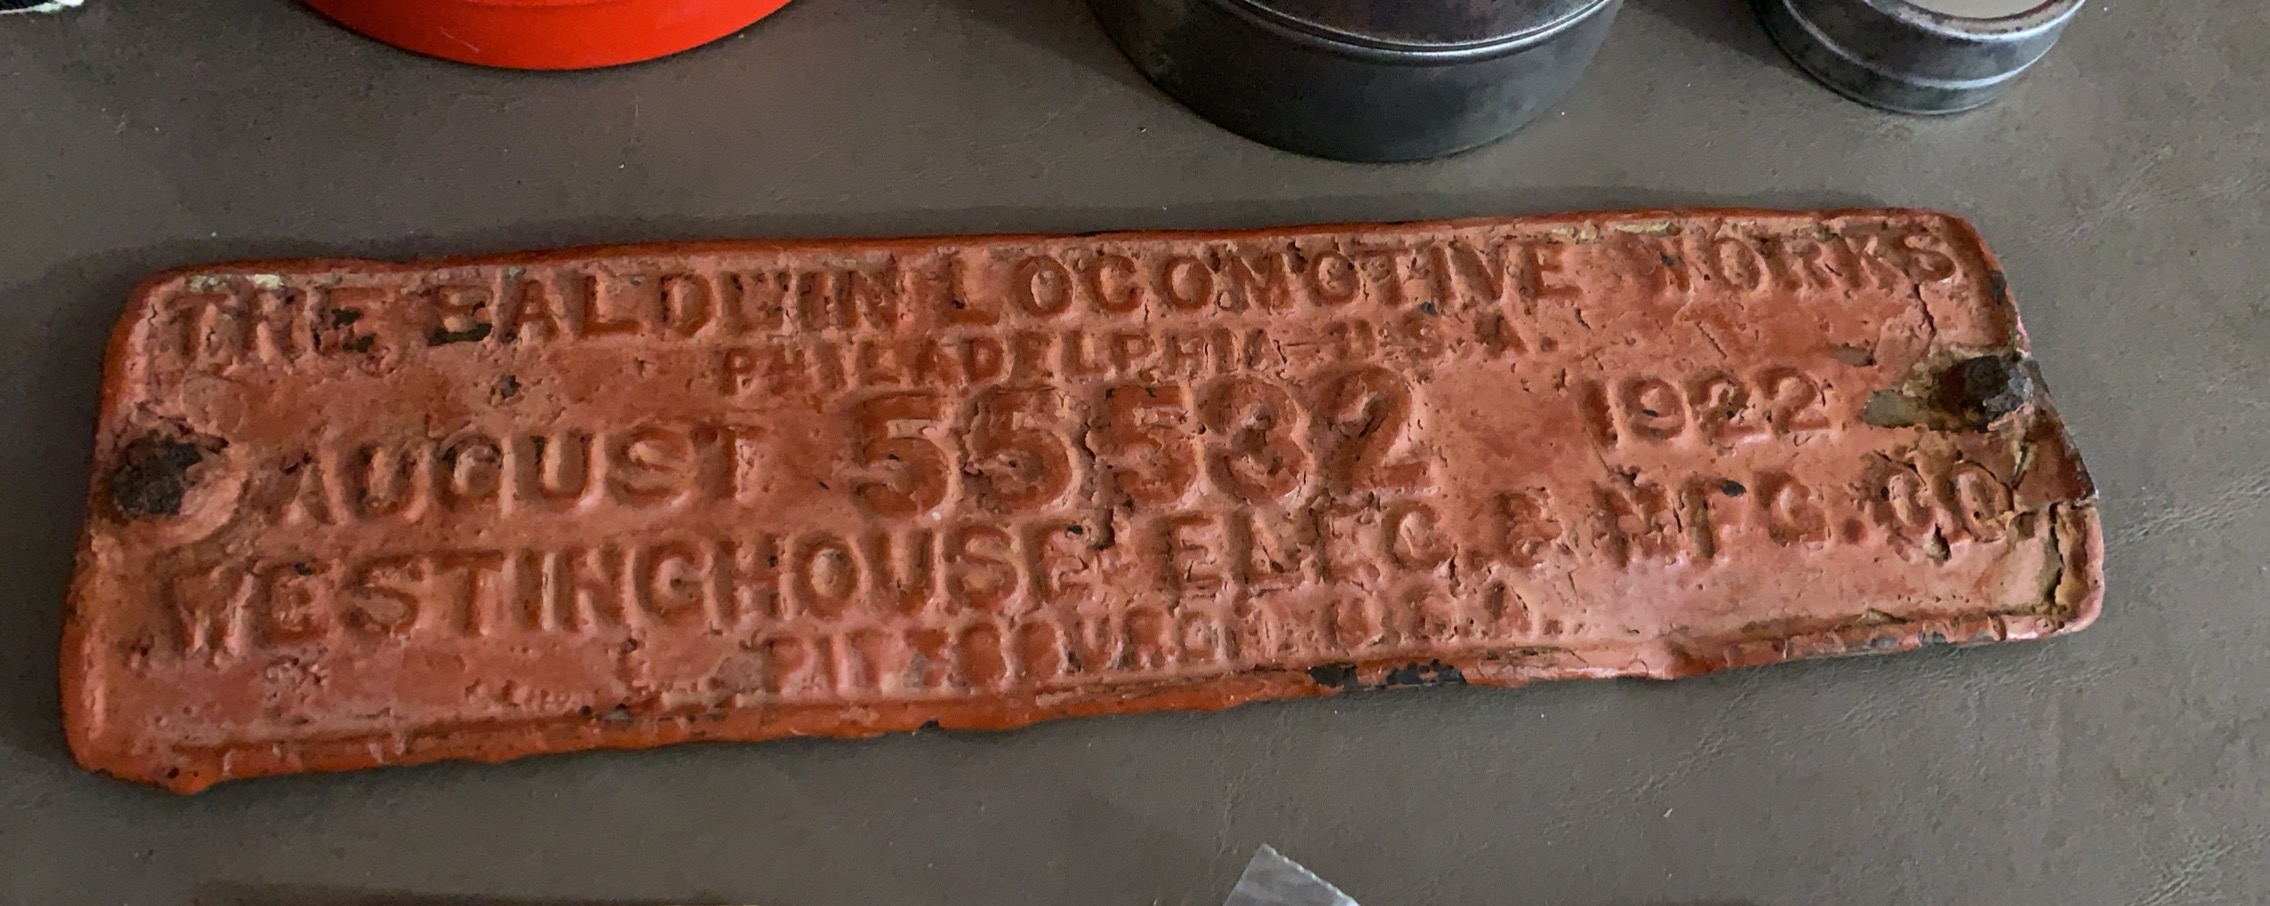 THE BALDWIN LOCOMOTIVE WORKS
PHILADELPHIA U.S.A.
AUGUST 55532 1922
WESTINGHOUSE ELEC. & MFG. CO.
PITTSBURGH U.S.A.